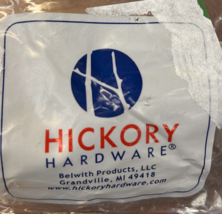 HICKORY
HARDWARE®
Belwith Products, LLC
Grandville, MI 49418
www.hickoryhardware.com